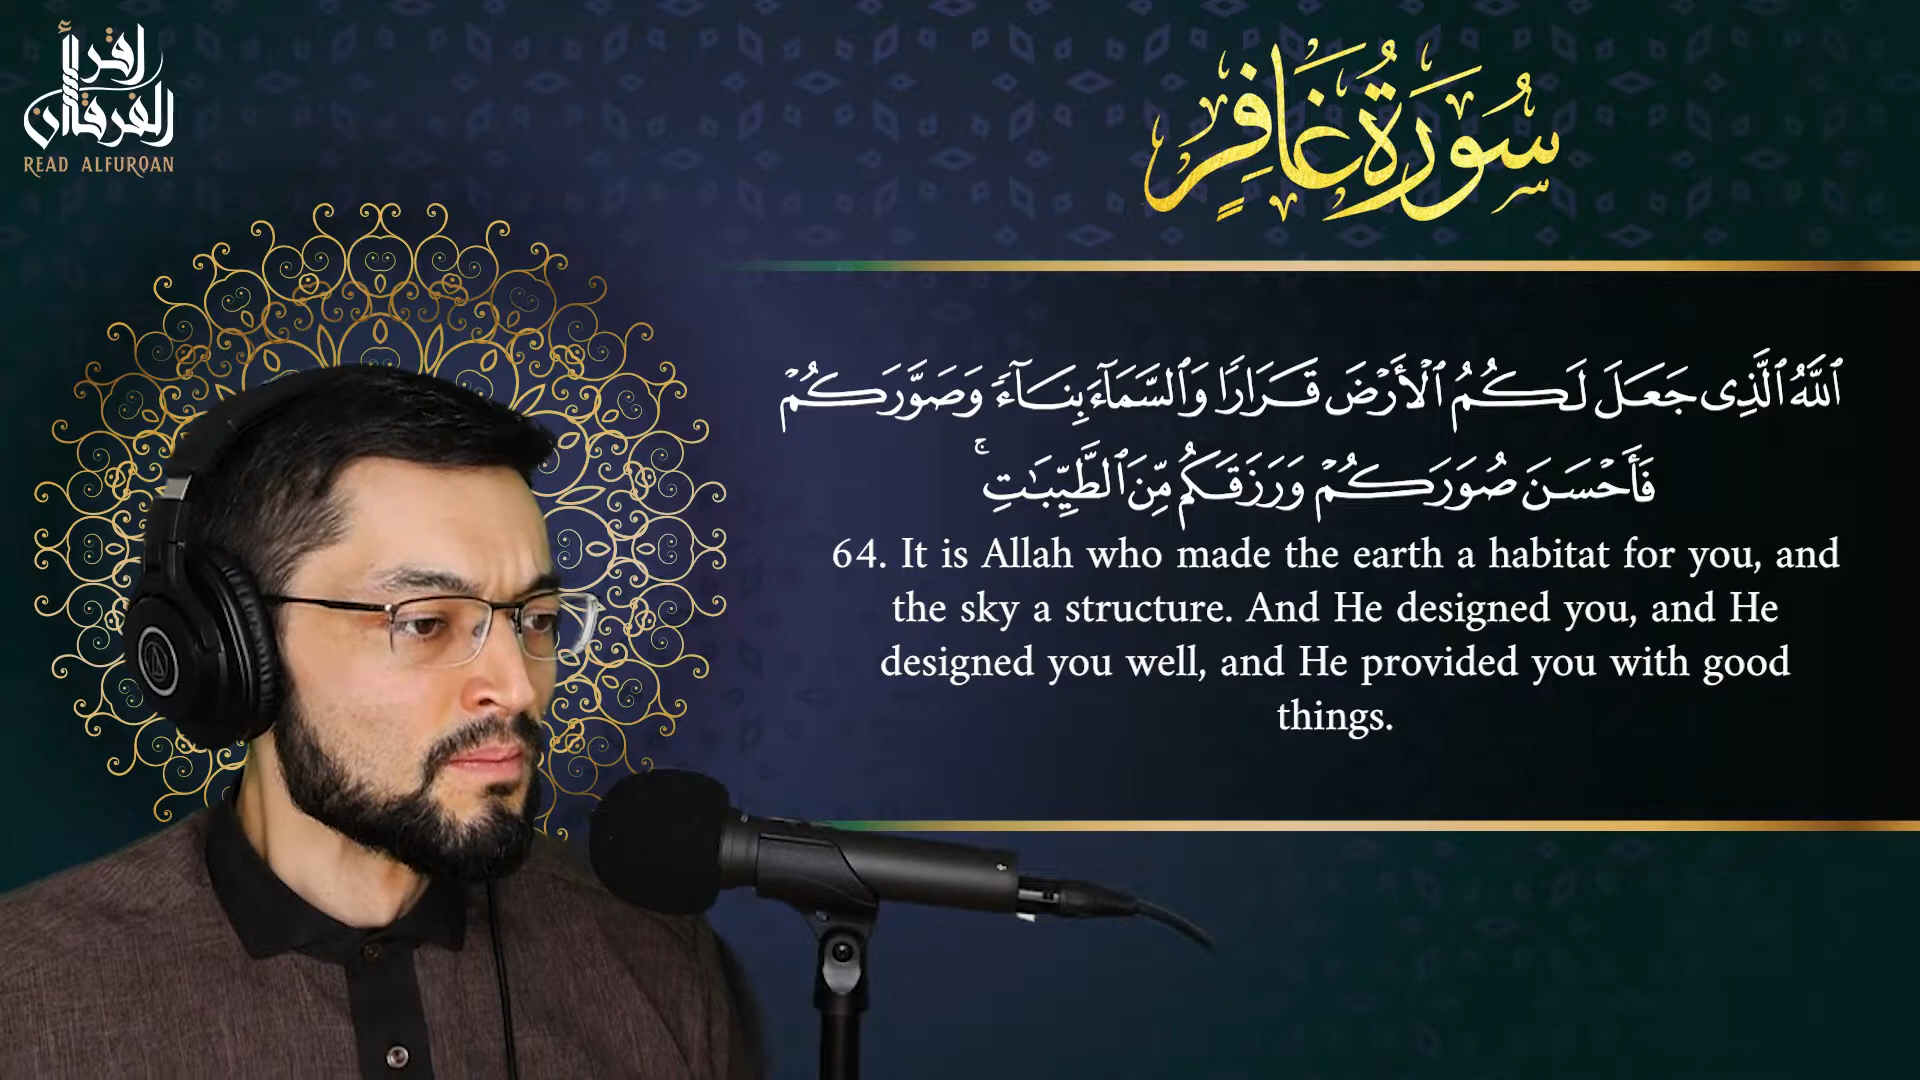 اقرأ
الفرقان
READ ALFURQAN
سُورَةُ غَافِرٍ
ٱللَّهُ ٱلَّذِى جَعَلَ لَكُمُ ٱلْأَرْضَ قَرَارًا وَٱلسَّمَآءَ بِنَآءً وَصَوَّرَكُمْ
فَأَحْسَنَ صُوَرَكُمْ وَرَزَقَكُم مِّنَ ٱلطَّيِّبَـٰتِ ۚ
64. It is Allah who made the earth a habitat for you, and
the sky a structure. And He designed you, and He
designed you well, and He provided you with good
things.